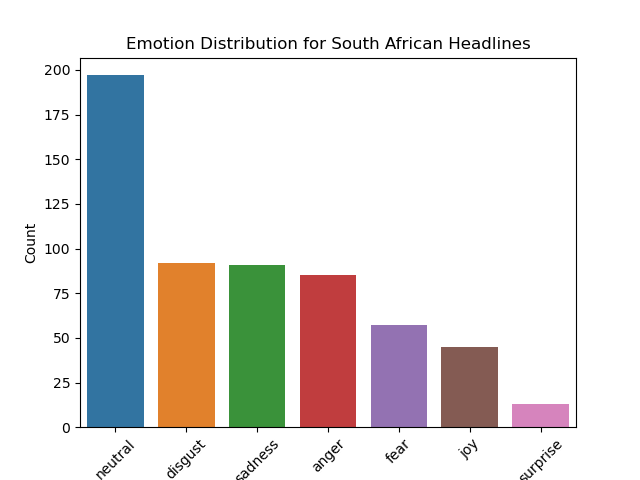 Emotion Distribution for South African Headlines
Count
200
175
150
125
100
75
50
25
0
neutral
disgust
sadness
anger
fear
joy
surprise